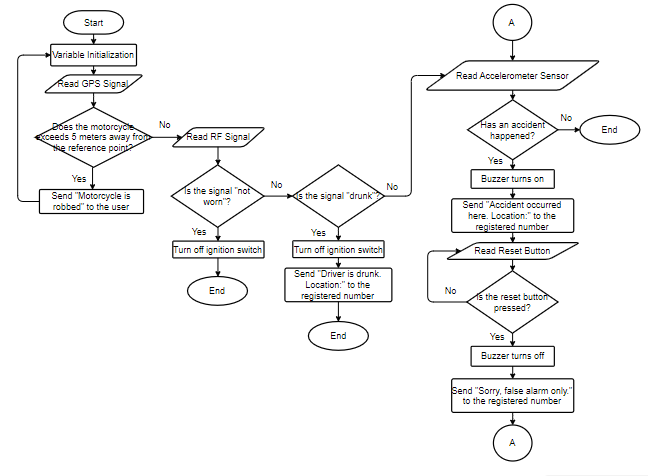 Start
Variable Initialization
Read GPS Signal
Does the motorcycle
exceeds 5 meters away from
the reference point?
No
Yes
Send "Motorcycle is
robbed" to the user
Read RF Signal
Is the signal "not
worn"?
No
Yes
Turn off ignition switch
End
Is the signal "drunk"?
No
Yes
Turn off ignition switch
Send "Driver is drunk.
Location:" to the
registered number
End
A
Read Accelerometer Sensor
Has an accident
happened?
No
End
Yes
Buzzer turns on
Send "Accident occurred
here. Location:" to the
registered number
Read Reset Button
Is the reset button
pressed?
No
Yes
Buzzer turns off
Send "Sorry, false alarm only."
to the registered number
A